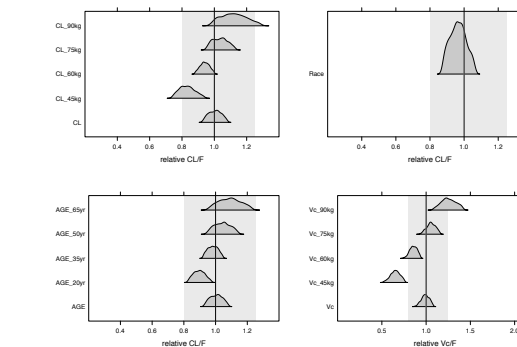 CL_90kg
CL_75kg
CL_60kg
CL_45kg
CL
0.4 0.6 0.8 1.0 1.2
relative CL/F
Race
0.4 0.6 0.8 1.0 1.2
relative CL/F
AGE_65yr
AGE_50yr
AGE_35yr
AGE_20yr
AGE
0.4 0.6 0.8 1.0 1.2
relative CL/F
Vc_90kg
Vc_75kg
Vc_60kg
Vc_45kg
Vc
0.5 1.0 1.5 2.0
relative Vc/F